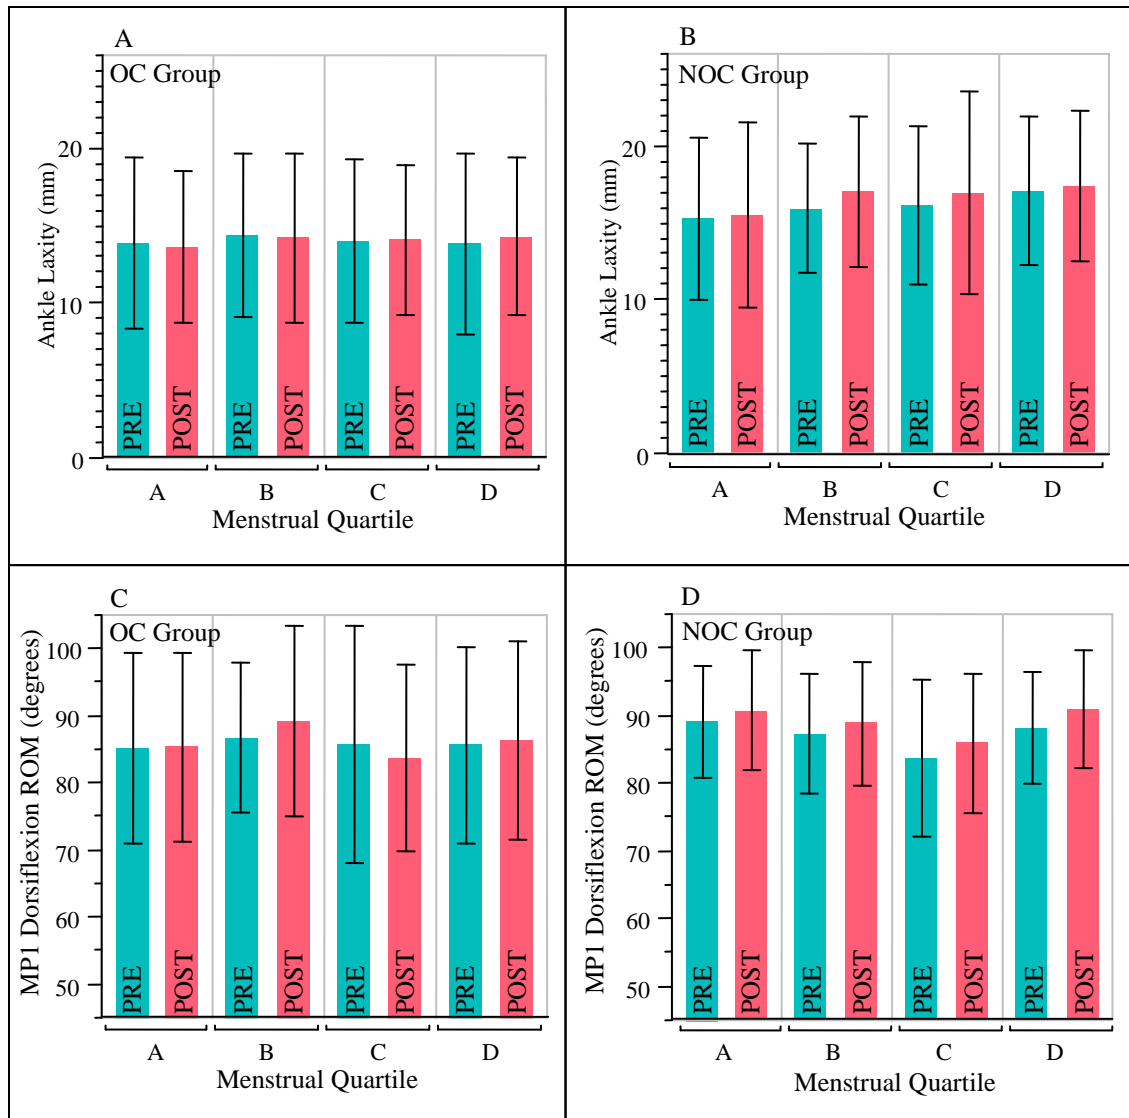 A
OC Group
Ankle Laxity (mm)
20
10
0
PRE
POST
PRE
POST
PRE
POST
PRE
POST
A
B
C
D
Menstrual Quartile
B
NOC Group
Ankle Laxity (mm)
20
10
0
PRE
POST
PRE
POST
PRE
POST
PRE
POST
A
B
C
D
Menstrual Quartile
C
OC Group
MP1 Dorsiflexion ROM (degrees)
100
90
80
70
60
50
PRE
POST
PRE
POST
PRE
POST
PRE
POST
A
B
C
D
Menstrual Quartile
D
NOC Group
MP1 Dorsiflexion ROM (degrees)
100
90
80
70
60
50
PRE
POST
PRE
POST
PRE
POST
PRE
POST
A
B
C
D
Menstrual Quartile